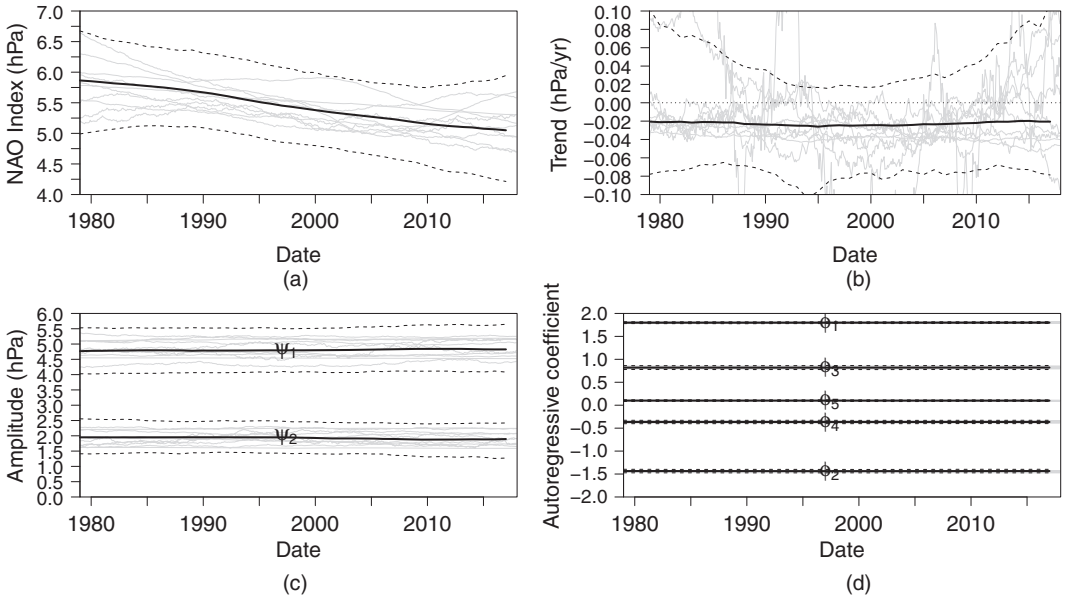 NAO Index (hPa)
7.0
6.5
6.0
5.5
5.0
4.5
4.0
1980 1990 2000 2010
Date
(a)
Trend (hPa/yr)
0.10
0.08
0.06
0.04
0.02
0.00
−0.02
−0.04
−0.06
−0.08
−0.10
1980 1990 2000 2010
Date
(b)
Amplitude (hPa)
6.0
5.5
5.0
4.5
4.0
3.5
3.0
2.5
2.0
1.5
1.0
0.5
0.0
ψ1
ψ2
1980 1990 2000 2010
Date
(c)
Autoregressive coefficient
2.0
1.5
1.0
0.5
0.0
−0.5
−1.0
−1.5
−2.0
ϕ1
ϕ3
ϕ5
ϕ4
ϕ2
1980 1990 2000 2010
Date
(d)